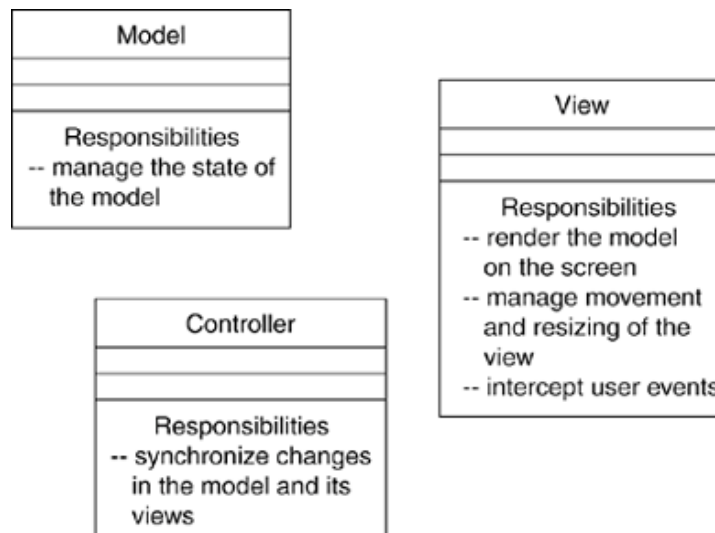 Model
Responsibilities
-- manage the state of
the model
View
Responsibilities
-- render the model
on the screen
-- manage movement
and resizing of the
view
-- intercept user events
Controller
Responsibilities
-- synchronize changes
in the model and its
views